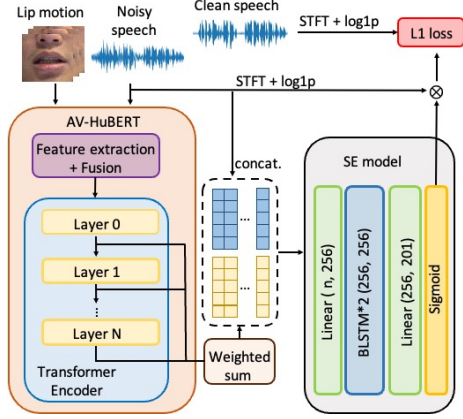 Lip motion
Noisy
speech
Clean speech
STFT + log1p
L1 loss
STFT + log1p
AV-HuBERT
Feature extraction
+ Fusion
concat.
SE model
Layer 0
Layer 1
...
Layer N
Transformer
Encoder
...
...
Weighted
sum
Linear ( n, 256)
BLSTM*2 (256, 256)
Linear (256, 201)
Sigmoid